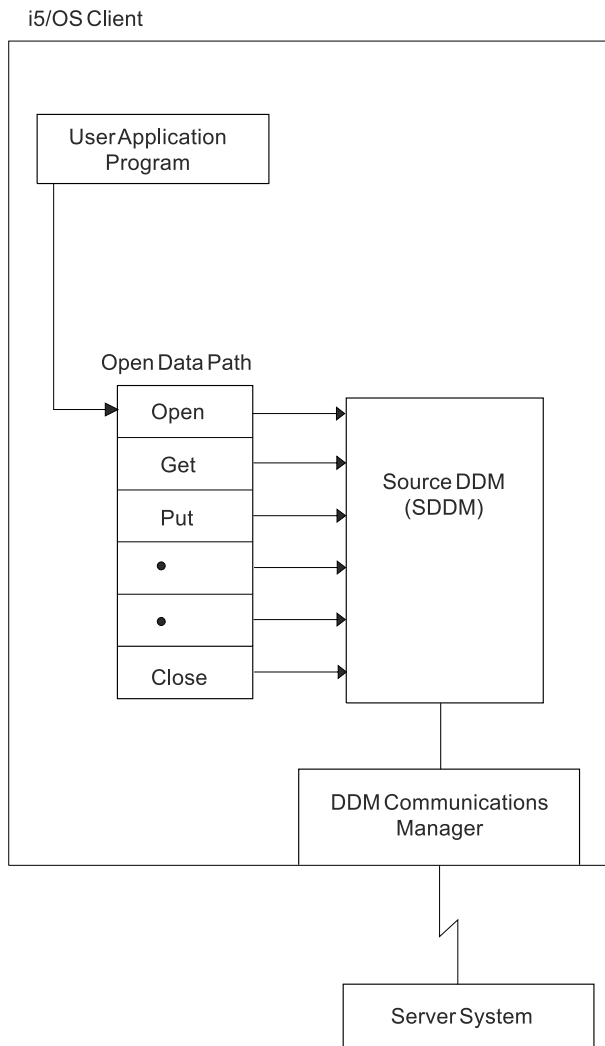 i5/OS Client
User Application
Program
Open Data Path
Open
Get
Put
Close
Source DDM
(SDDM)
DDM Communications
Manager
Server System